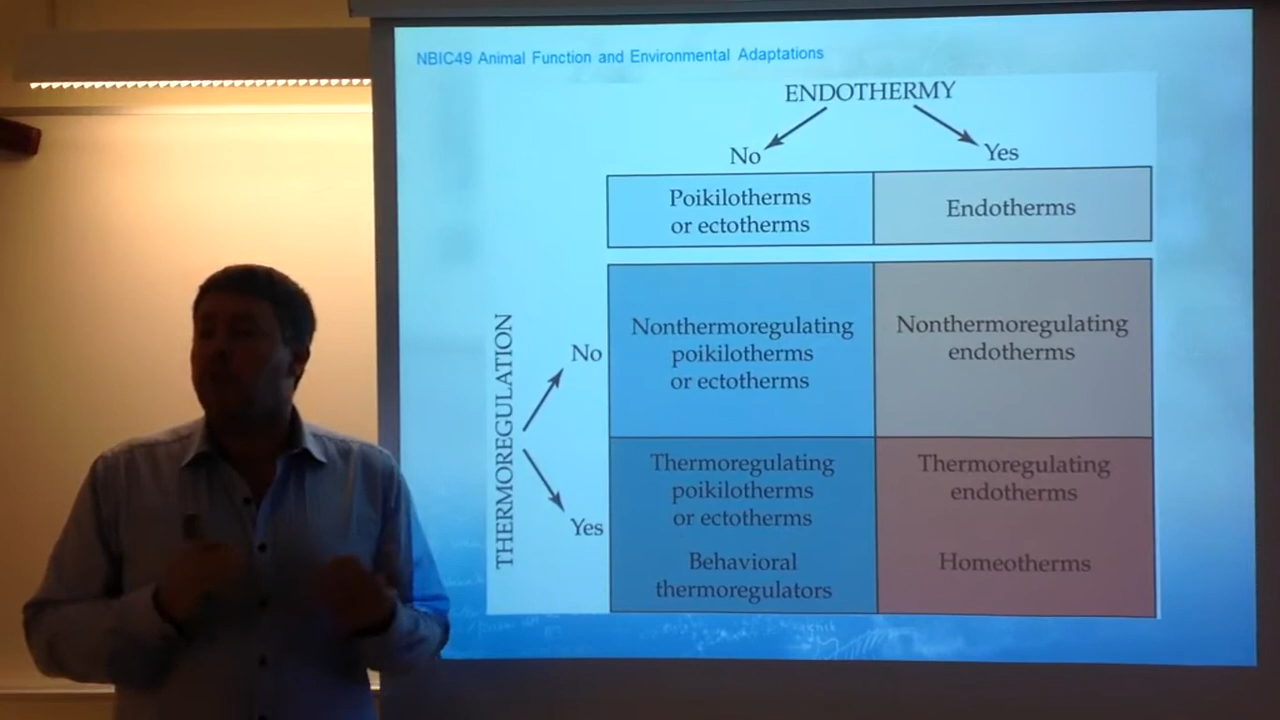 NBIC49 Animal Function and Environmental Adaptations
ENDOTHERMY
No
Yes
Poikilotherms
or ectotherms
Endotherms
THERMOREGULATION
No
Nonthermoregulating
poikilotherms
or ectotherms
Nonthermoregulating
endotherms
Yes
Thermoregulating
poikilotherms
or ectotherms
Behavioral
thermoregulators
Thermoregulating
endotherms
Homeotherms